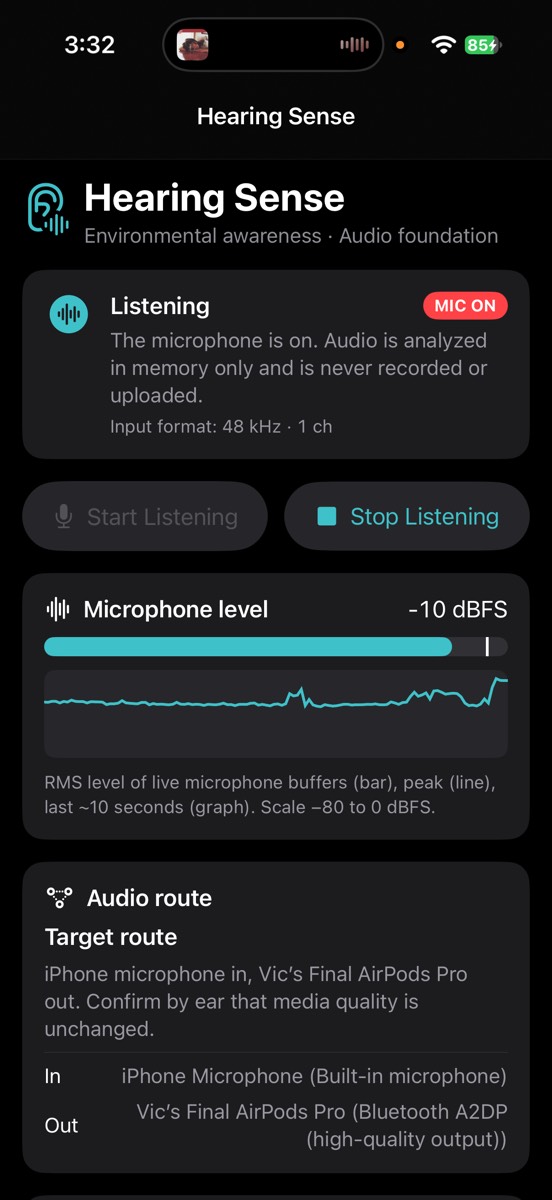 3:32
85
Hearing Sense
Hearing Sense
Environmental awareness · Audio foundation
Listening
MIC ON
The microphone is on. Audio is analyzed
in memory only and is never recorded or
uploaded.
Input format: 48 kHz · 1 ch
Start Listening
Stop Listening
Microphone level
-10 dBFS
RMS level of live microphone buffers (bar), peak (line),
last ~10 seconds (graph). Scale −80 to 0 dBFS.
Audio route
Target route
iPhone microphone in, Vic’s Final AirPods Pro
out. Confirm by ear that media quality is
unchanged.
In
iPhone Microphone (Built-in microphone)
Out
Vic’s Final AirPods Pro (Bluetooth A2DP
(high-quality output))